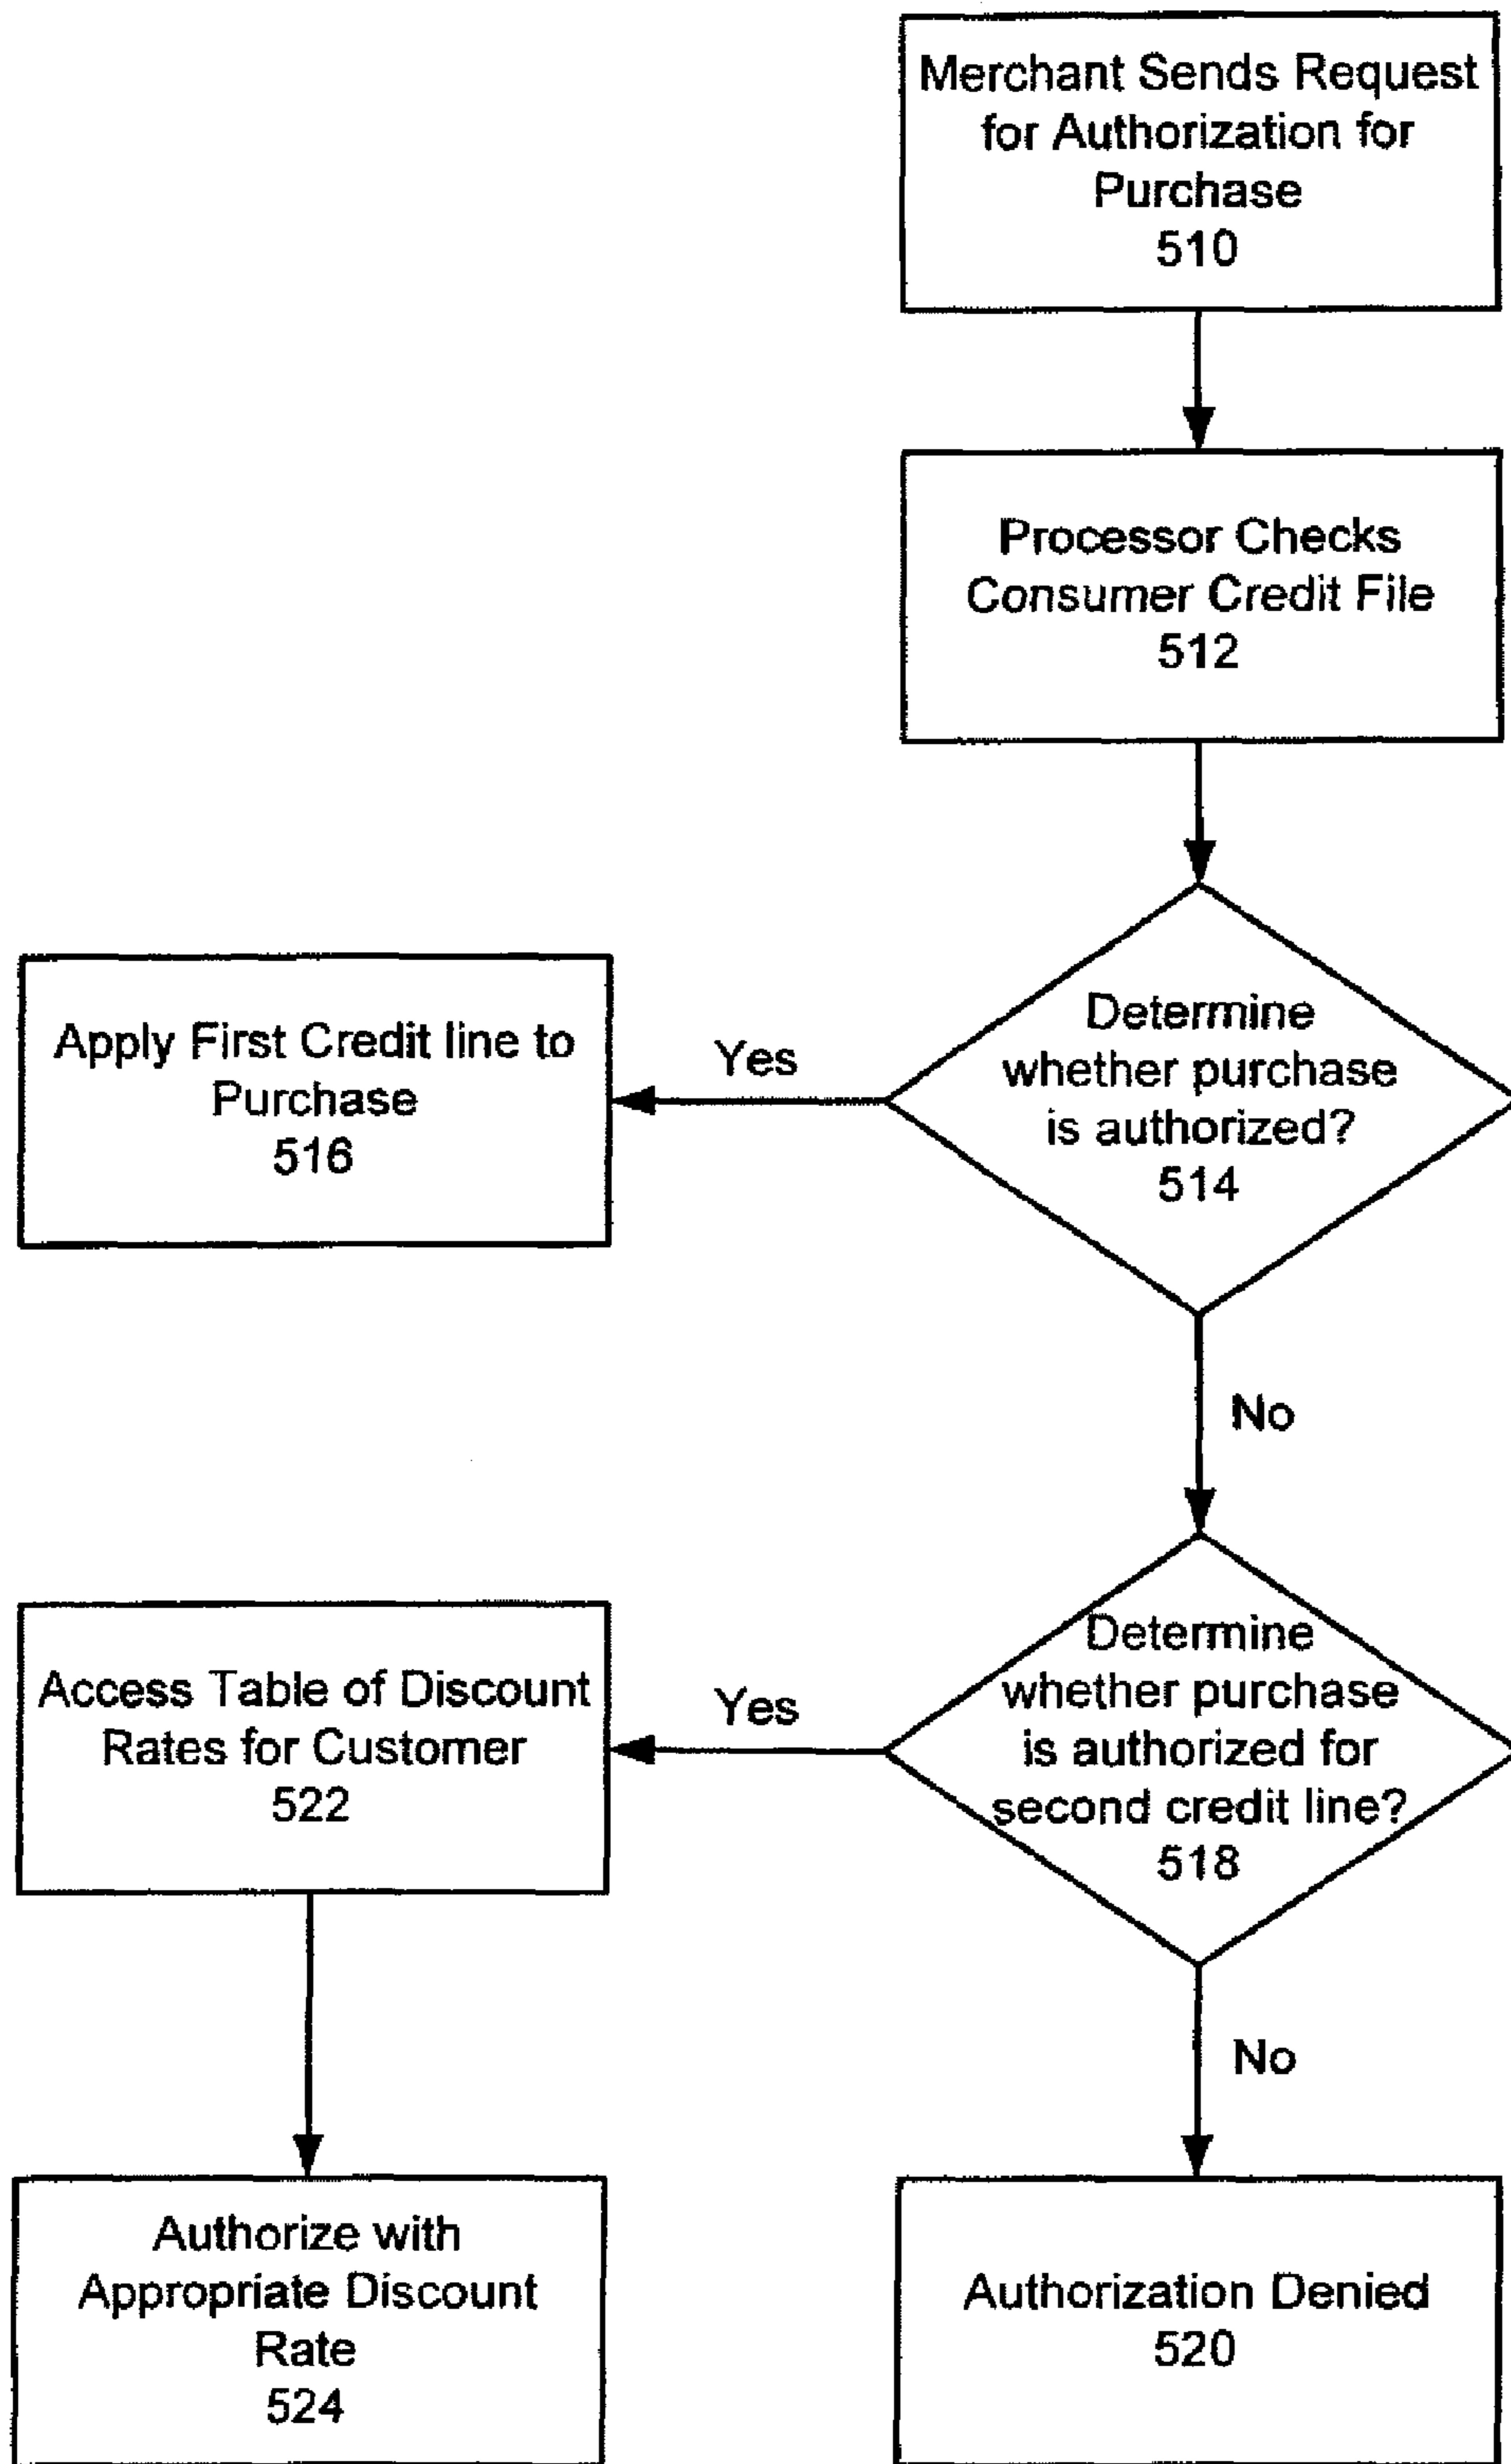 Merchant Sends Request
for Authorization for
Purchase
510
Processor Checks
Consumer Credit File
512
Determine
whether purchase
is authorized?
514
Yes
Apply First Credit line to
Purchase
516
No
Determine
whether purchase
is authorized for
second credit line?
518
Yes
Access Table of Discount
Rates for Customer
522
No
Authorize with
Appropriate Discount
Rate
524
Authorization Denied
520